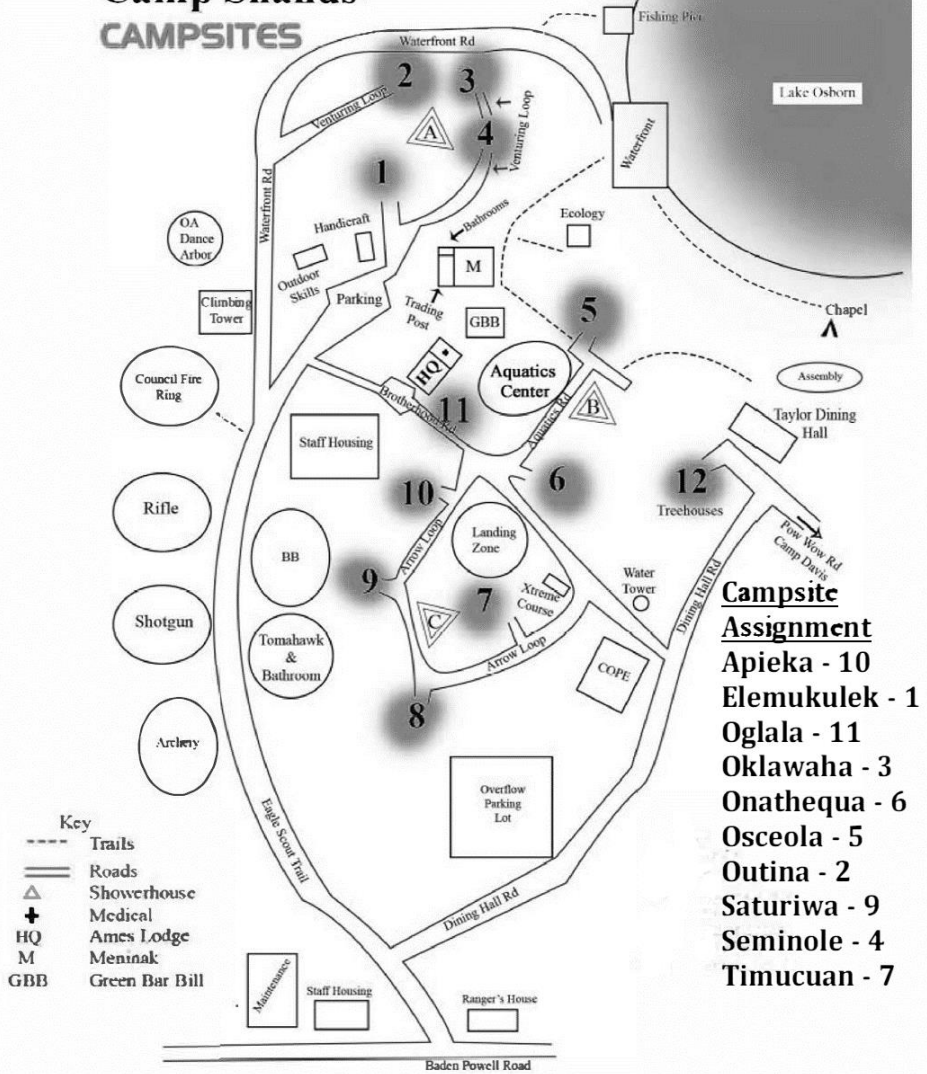 Camp Shands
CAMPSITES
Fishing Pier
Waterfront Rd
Lake Osborn
2
3
Venturing Loop
A
4
Venturing Loop
Waterfront
1
Waterfront Rd
OA
Dance
Arbor
Handicraft
Bathrooms
Ecology
Outdoor
Skills
M
Climbing
Tower
Parking
Trading
Post
GBB
5
Chapel
HQ
Aquatics
Center
Council Fire
Ring
Assembly
Brotherhood Rd
11
Aquatics Rd
B
Taylor Dining
Hall
Staff Housing
10
6
12
Treehouses
Rifle
Landing
Zone
Pow Wow Rd
Camp Davis
BB
Arrow Loop
9
7
Xtreme
Course
Water
Tower
Dining Hall Rd
Shotgun
C
Tomahawk
&
Bathroom
Arrow Loop
COPE
8
Archery
Overflow
Parking
Lot
Eagle Scout Trail
Dining Hall Rd
Campsite
Assignment
Apieka - 10
Elemukulek - 1
Oglala - 11
Oklawaha - 3
Onathequa - 6
Osceola - 5
Outina - 2
Saturiwa - 9
Seminole - 4
Timucuan - 7
Key
Trails
Roads
Showerhouse
Medical
HQ Ames Lodge
M Meninak
GBB Green Bar Bill
Maintenance
Staff Housing
Ranger's House
Baden Powell Road